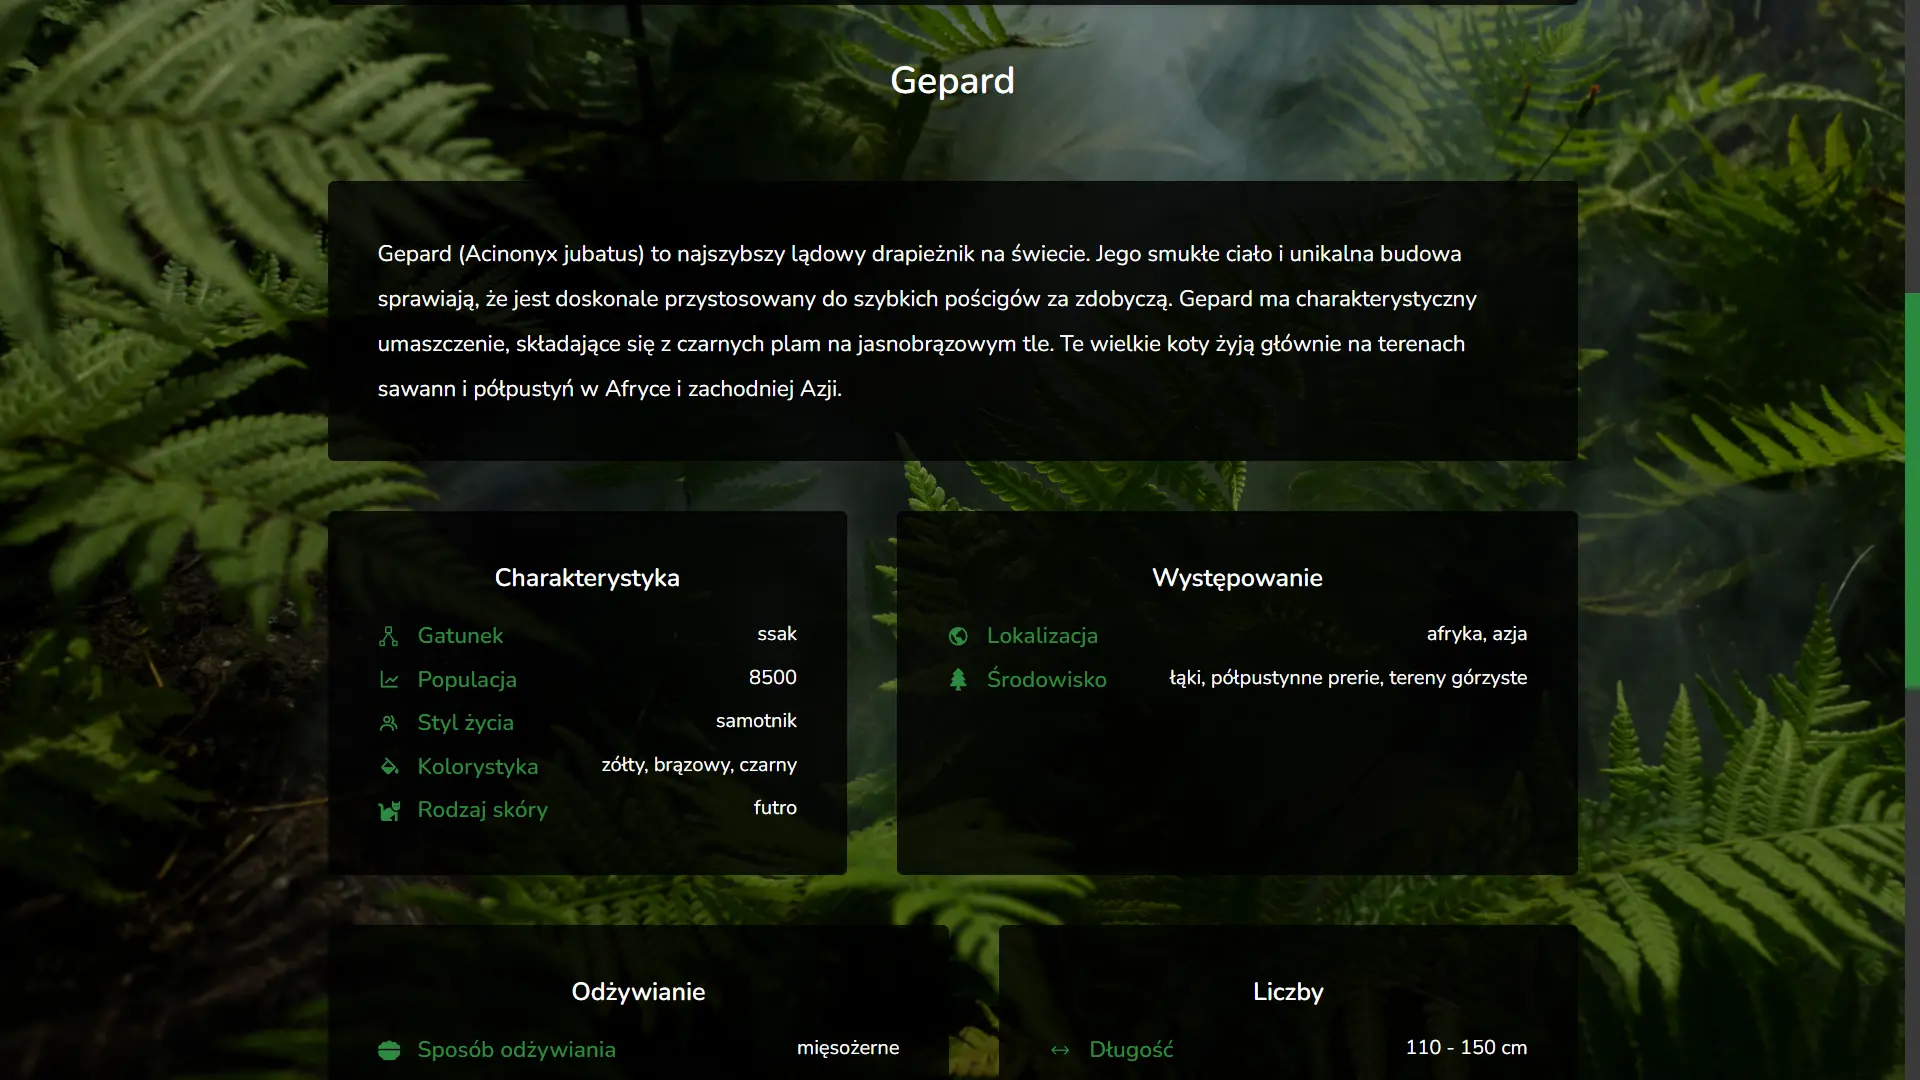 Gepard
Gepard (Acinonyx jubatus) to najszybszy lądowy drapieżnik na świecie. Jego smukłe ciało i unikalna budowa
sprawiają, że jest doskonale przystosowany do szybkich pościgów za zdobyczą. Gepard ma charakterystyczny
umaszczenie, składające się z czarnych plam na jasnobrązowym tle. Te wielkie koty żyją głównie na terenach
sawann i półpustyń w Afryce i zachodniej Azji.
Charakterystyka
Gatunek ssak
Populacja 8500
Styl życia samotnik
Kolorystyka zółty, brązowy, czarny
Rodzaj skóry futro
Występowanie
Lokalizacja afryka, azja
Środowisko łąki, półpustynne prerie, tereny górzyste
Odżywianie
Sposób odżywiania mięsożerne
Liczby
Długość 110 - 150 cm